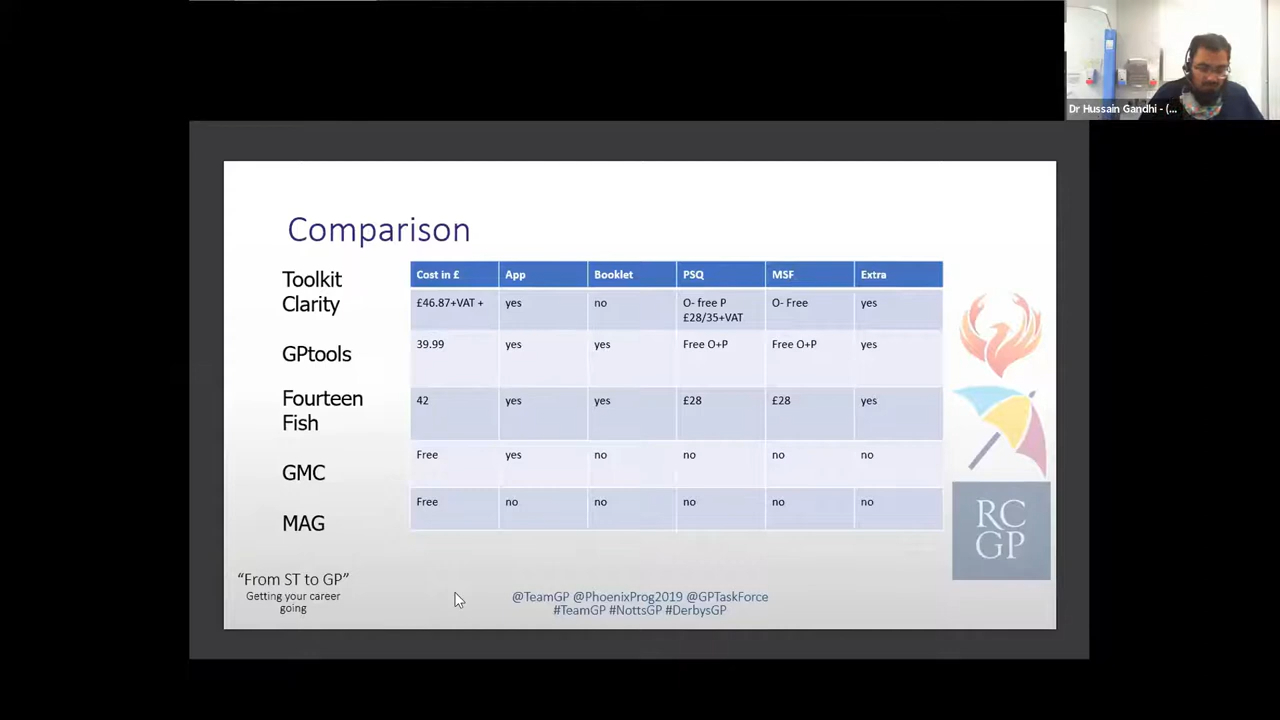 Dr Hussain Gandhi - (...
Comparison
Toolkit
Clarity
GPtools
Fourteen
Fish
GMC
MAG
Cost in £ App Booklet PSQ MSF Extra
£46.87+VAT + yes no O- free P O- Free yes
£28/35+VAT
39.99 yes yes Free O+P Free O+P yes
42 yes yes £28 £28 yes
Free yes no no no no
Free no no no no no
RC
GP
“From ST to GP”
Getting your career
going
@TeamGP @PhoenixProg2019 @GPTaskForce
#TeamGP #NottsGP #DerbysGP